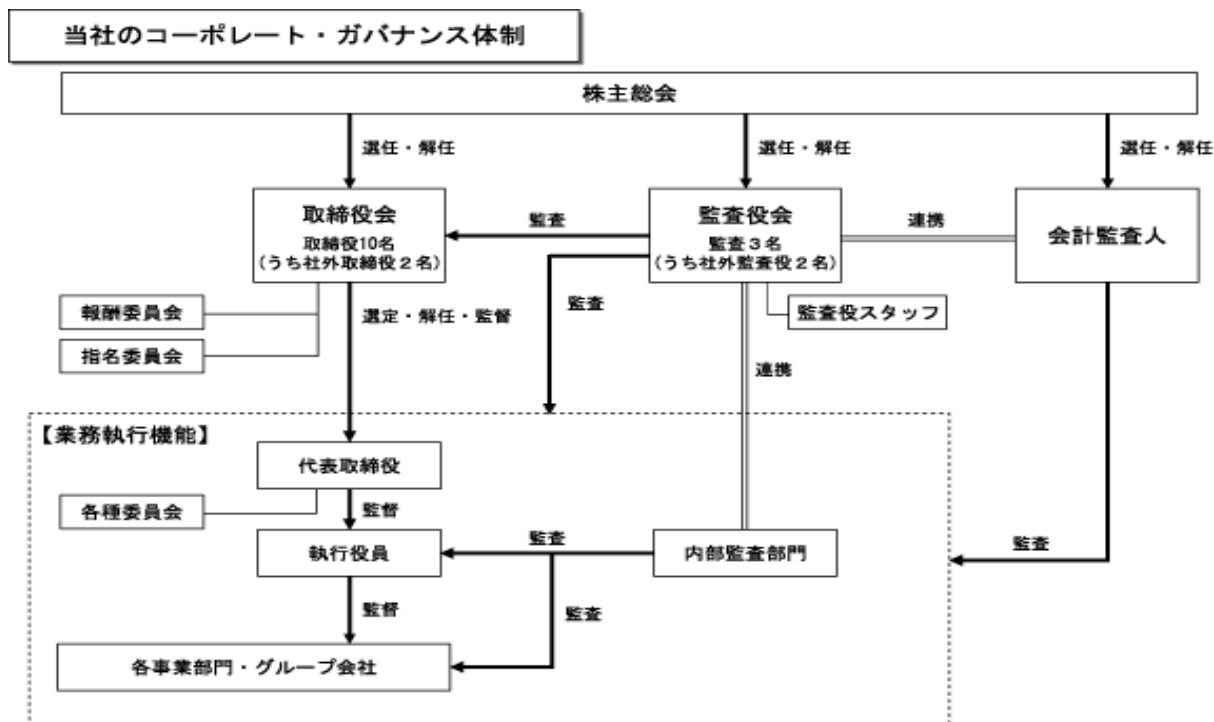 当社のコーポレート・ガバナンス体制
株主総会
選任・解任
選任・解任
選任・解任
取締役会
取締役10名
(うち社外取締役２名)
監査
監査役会
監査３名
(うち社外監査役２名)
連携
会計監査人
報酬委員会
指名委員会
選定・解任・監督
監査
監査役スタッフ
連携
【業務執行機能】
代表取締役
各種委員会
監督
執行役員
監査
内部監査部門
監査
監督
監査
各事業部門・グループ会社